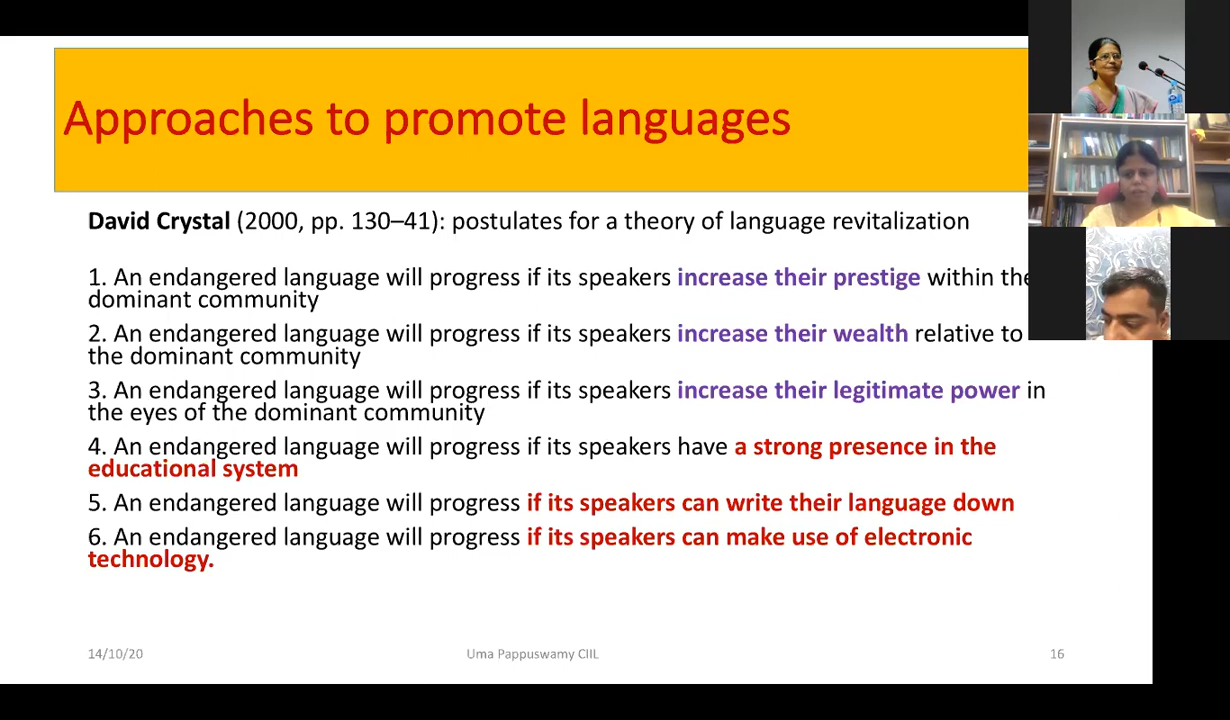 Approaches to promote languages
David Crystal (2000, pp. 130–41): postulates for a theory of language revitalization
1. An endangered language will progress if its speakers increase their prestige within the
dominant community
2. An endangered language will progress if its speakers increase their wealth relative to
the dominant community
3. An endangered language will progress if its speakers increase their legitimate power in
the eyes of the dominant community
4. An endangered language will progress if its speakers have a strong presence in the
educational system
5. An endangered language will progress if its speakers can write their language down
6. An endangered language will progress if its speakers can make use of electronic
technology.
14/10/20
Uma Pappuswamy CIIL
16